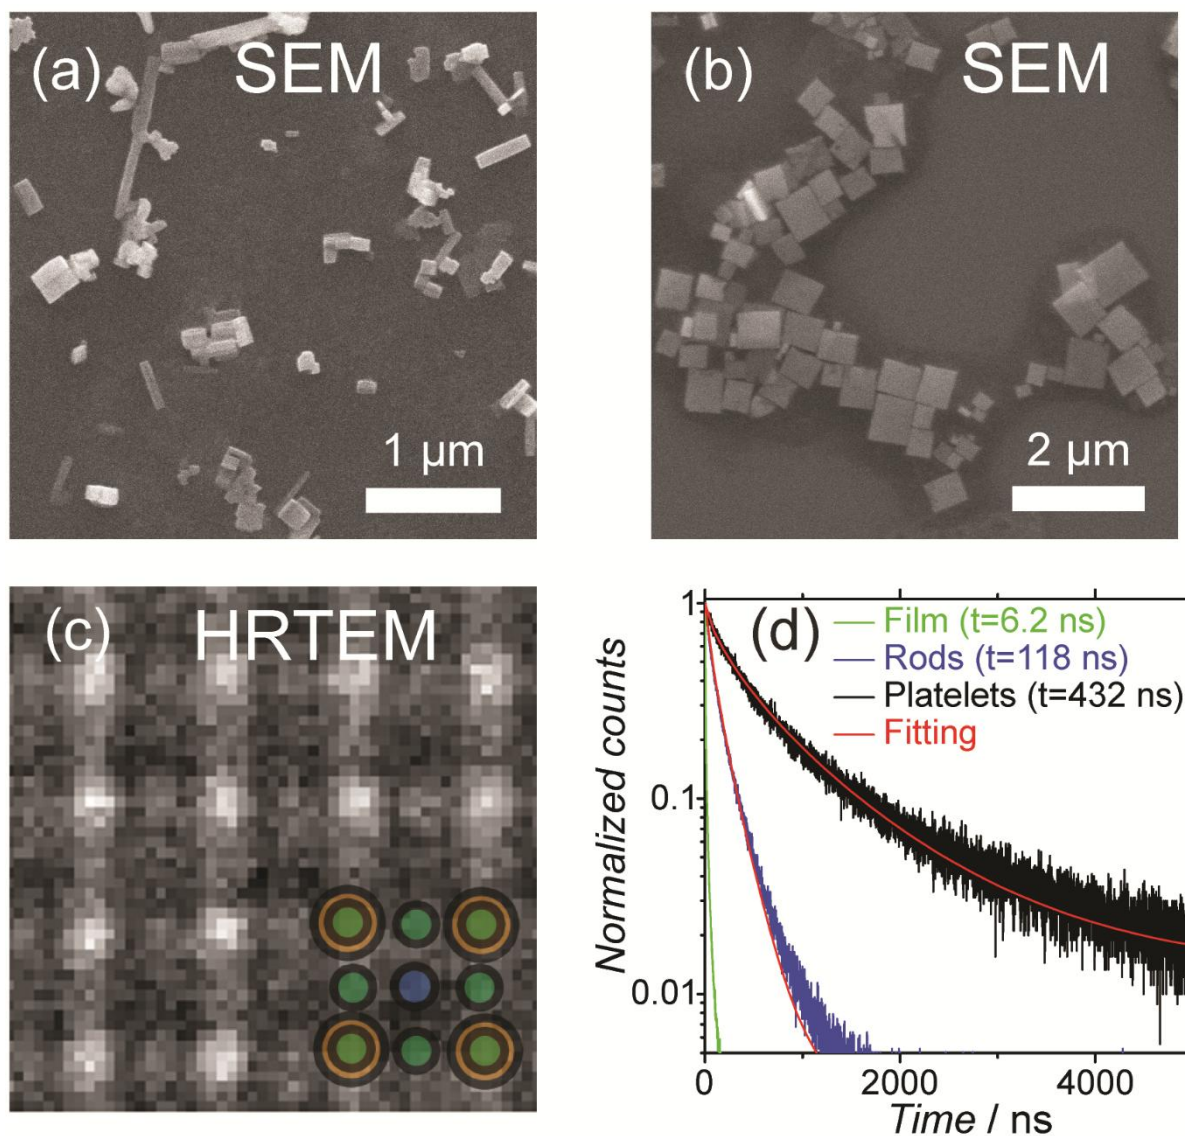 (a) SEM
1 µm
(b) SEM
2 µm
(c) HRTEM
(d)
Film (t=6.2 ns)
Rods (t=118 ns)
Platelets (t=432 ns)
Fitting
Normalized counts
1
0.1
0.01
0 2000 4000
Time / ns